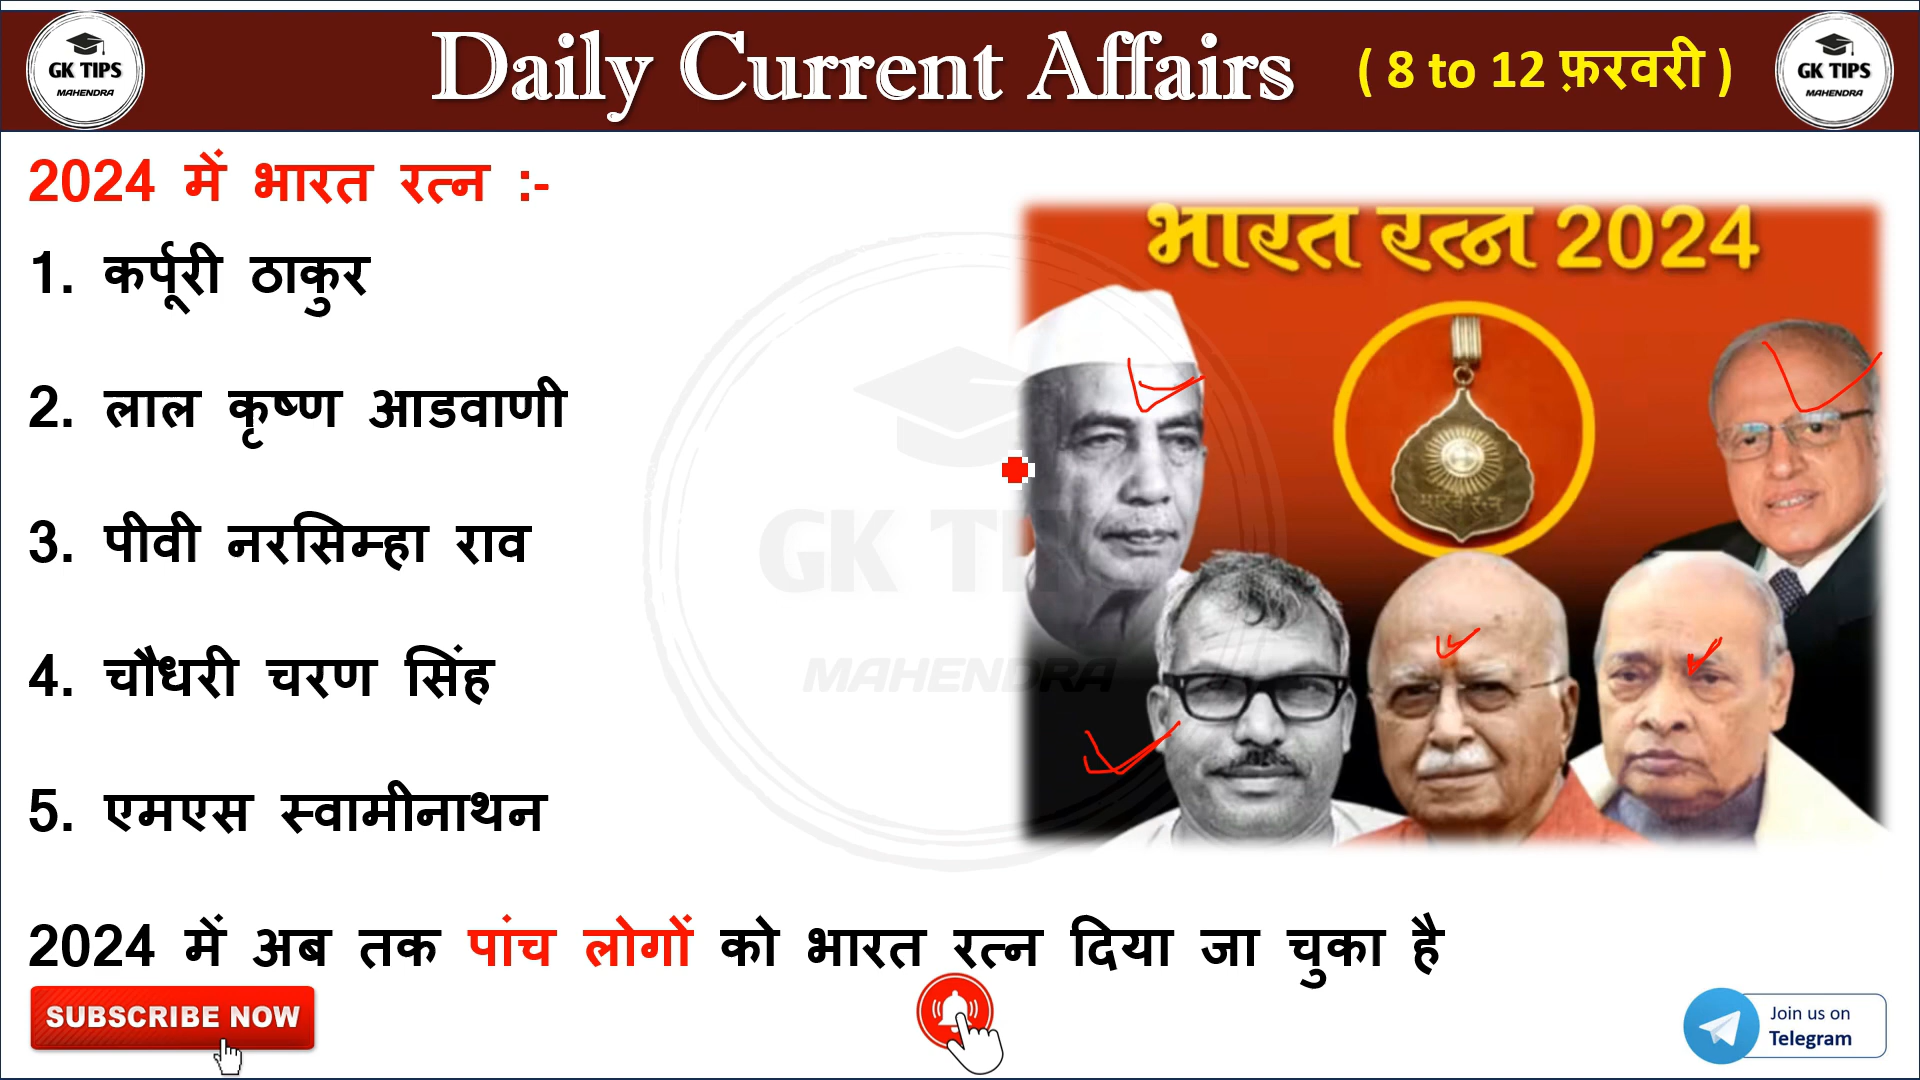 GK TIPS
MAHENDRA
Daily Current Affairs
( 8 to 12 फ़रवरी )
GK TIPS
MAHENDRA
2024 में भारत रत्न :-
1. कर्पूरी ठाकुर
2. लाल कृष्ण आडवाणी
3. पीवी नरसिम्हा राव
4. चौधरी चरण सिंह
5. एमएस स्वामीनाथन
भारत रत्न 2024
भारत रत्न
GK TIPS
MAHENDRA
2024 में अब तक पांच लोगों को भारत रत्न दिया जा चुका है
SUBSCRIBE NOW
Join us on
Telegram